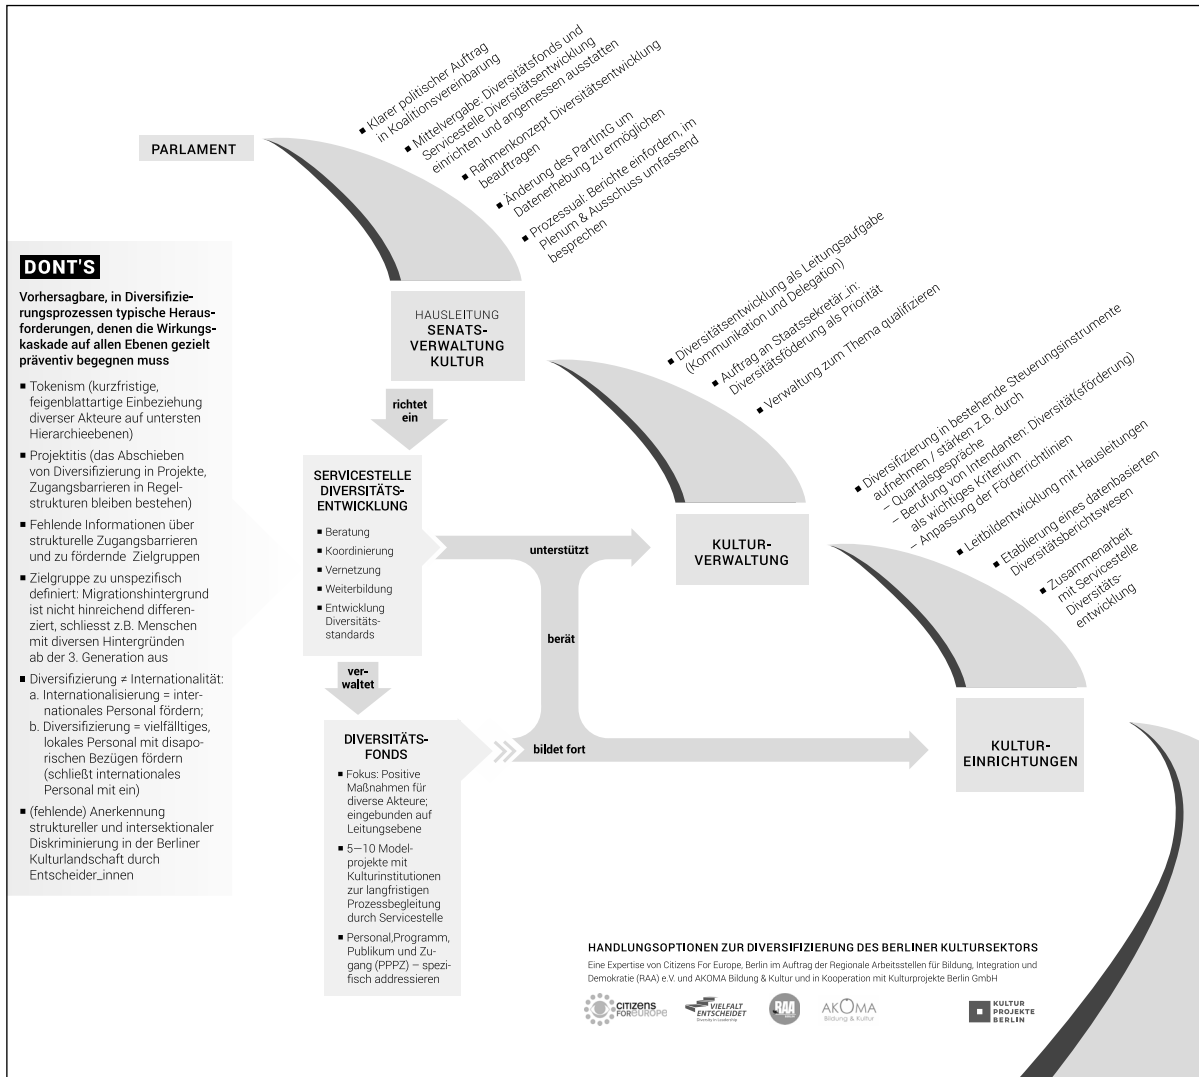 PARLAMENT
■ Klarer politischer Auftrag
in Koalitionsvereinbarung
■ Mittelvergabe: Diversitätsfonds und
Servicestelle Diversitätsentwicklung
einrichten und angemessen ausstatten
■ Rahmenkonzept Diversitätsentwicklung
beauftragen
■ Änderung des PartIntG um
Datenerhebung zu ermöglichen
■ Prozessual: Berichte einfordern, im
Plenum & Ausschuss umfassend
besprechen
DONT'S
Vorhersagbare, in Diversifizie-
rungsprozessen typische Heraus-
forderungen, denen die Wirkungs-
kaskade auf allen Ebenen gezielt
präventiv begegnen muss
■ Tokenism (kurzfristige,
feigenblattartige Einbeziehung
diverser Akteure auf untersten
Hierarchieebenen)
■ Projektitis (das Abschieben
von Diversifizierung in Projekte,
Zugangsbarrieren in Regel-
strukturen bleiben bestehen)
■ Fehlende Informationen über
strukturelle Zugangsbarrieren
und zu fördernde Zielgruppen
■ Zielgruppe zu unspezifisch
definiert: Migrationshintergrund
ist nicht hinreichend differen-
ziert, schliesst z.B. Menschen
mit diversen Hintergründen
ab der 3. Generation aus
■ Diversifizierung ≠ Internationalität:
a. Internationalisierung = inter-
nationales Personal fördern;
b. Diversifizierung = vielfälltiges,
lokales Personal mit disapo-
rischen Bezügen fördern
(schließt internationales
Personal mit ein)
■ (fehlende) Anerkennung
struktureller und intersektionaler
Diskriminierung in der Berliner
Kulturlandschaft durch
Entscheider_innen
HAUSLEITUNG
SENATS-
VERWALTUNG
KULTUR
■ Diversitätsentwicklung als Leitungsaufgabe
(Kommunikation und Delegation)
■ Auftrag an Staatssekretär_in:
Diversitätsföderung als Priorität
■ Verwaltung zum Thema qualifizieren
richtet
ein
SERVICESTELLE
DIVERSITÄTS-
ENTWICKLUNG
■ Beratung
■ Koordinierung
■ Vernetzung
■ Weiterbildung
■ Entwicklung
Diversitäts-
standards
unterstützt
berät
bildet fort
KULTUR-
VERWALTUNG
■ Diversifizierung in bestehende Steuerungsinstrumente
aufnehmen / stärken z.B. durch
– Quartalsgespräche
– Berufung von Intendanten: Diversität(sförderung)
als wichtiges Kriterium
– Anpassung der Förderrichtlinien
■ Leitbildentwicklung mit Hausleitungen
■ Etablierung eines datenbasierten
Diversitätsberichtswesen
■ Zusammenarbeit
mit Servicestelle
Diversitäts-
entwicklung
ver-
waltet
DIVERSITÄTS-
FONDS
■ Fokus: Positive
Maßnahmen für
diverse Akteure;
eingebunden auf
Leitungsebene
■ 5—10 Model-
projekte mit
Kulturinstitutionen
zur langfristigen
Prozessbegleitung
durch Servicestelle
■ Personal,Programm,
Publikum und Zu-
gang (PPPZ) – spezi-
fisch addressieren
KULTUR-
EINRICHTUNGEN
HANDLUNGSOPTIONEN ZUR DIVERSIFIZIERUNG DES BERLINER KULTURSEKTORS
Eine Expertise von Citizens For Europe, Berlin im Auftrag der Regionale Arbeitsstellen für Bildung, Integration und
Demokratie (RAA) e.V. und AKOMA Bildung & Kultur und in Kooperation mit Kulturprojekte Berlin GmbH
CITIZENS
FOREUROPE
VIELFALT
ENTSCHEIDET
Diversity in Leadership
RAA
AKOMA
Bildung & Kultur
KULTUR
PROJEKTE
BERLIN